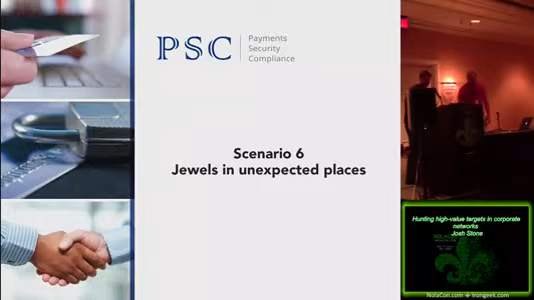 PSC
Payments
Security
Compliance
Scenario 6
Jewels in unexpected places
Hunting high-value targets in corporate
networks
Josh Stone
NolaCon.com
Irongeek.com